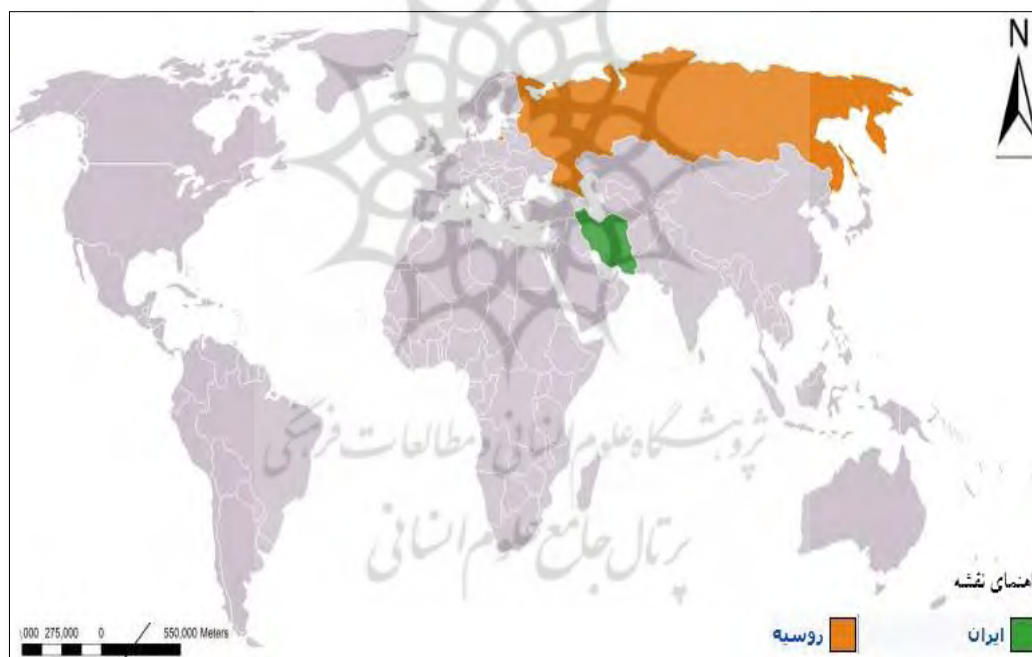 N
پژوهشگاه علوم انسانی و مطالعات فرهنگی
پرتال جامع علوم انسانی
اهنمای نقشه
ایران
روسیه
,000 275,000 0 550,000 Meters